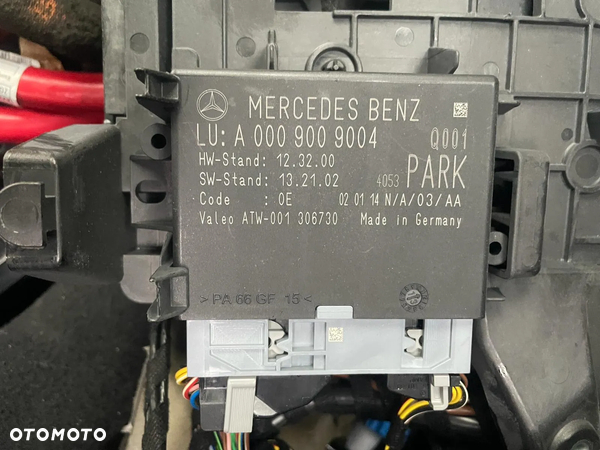 MERCEDES BENZ
LU: A 000 900 9004 Q001
HW-Stand: 12.32.00
SW-Stand: 13.21.02 4053 PARK
Code : 0E 02 01 14 N/A/03/AA
Valeo ATW-001 306730 Made in Germany
>PA 66 GF 15<
OTOMOTO